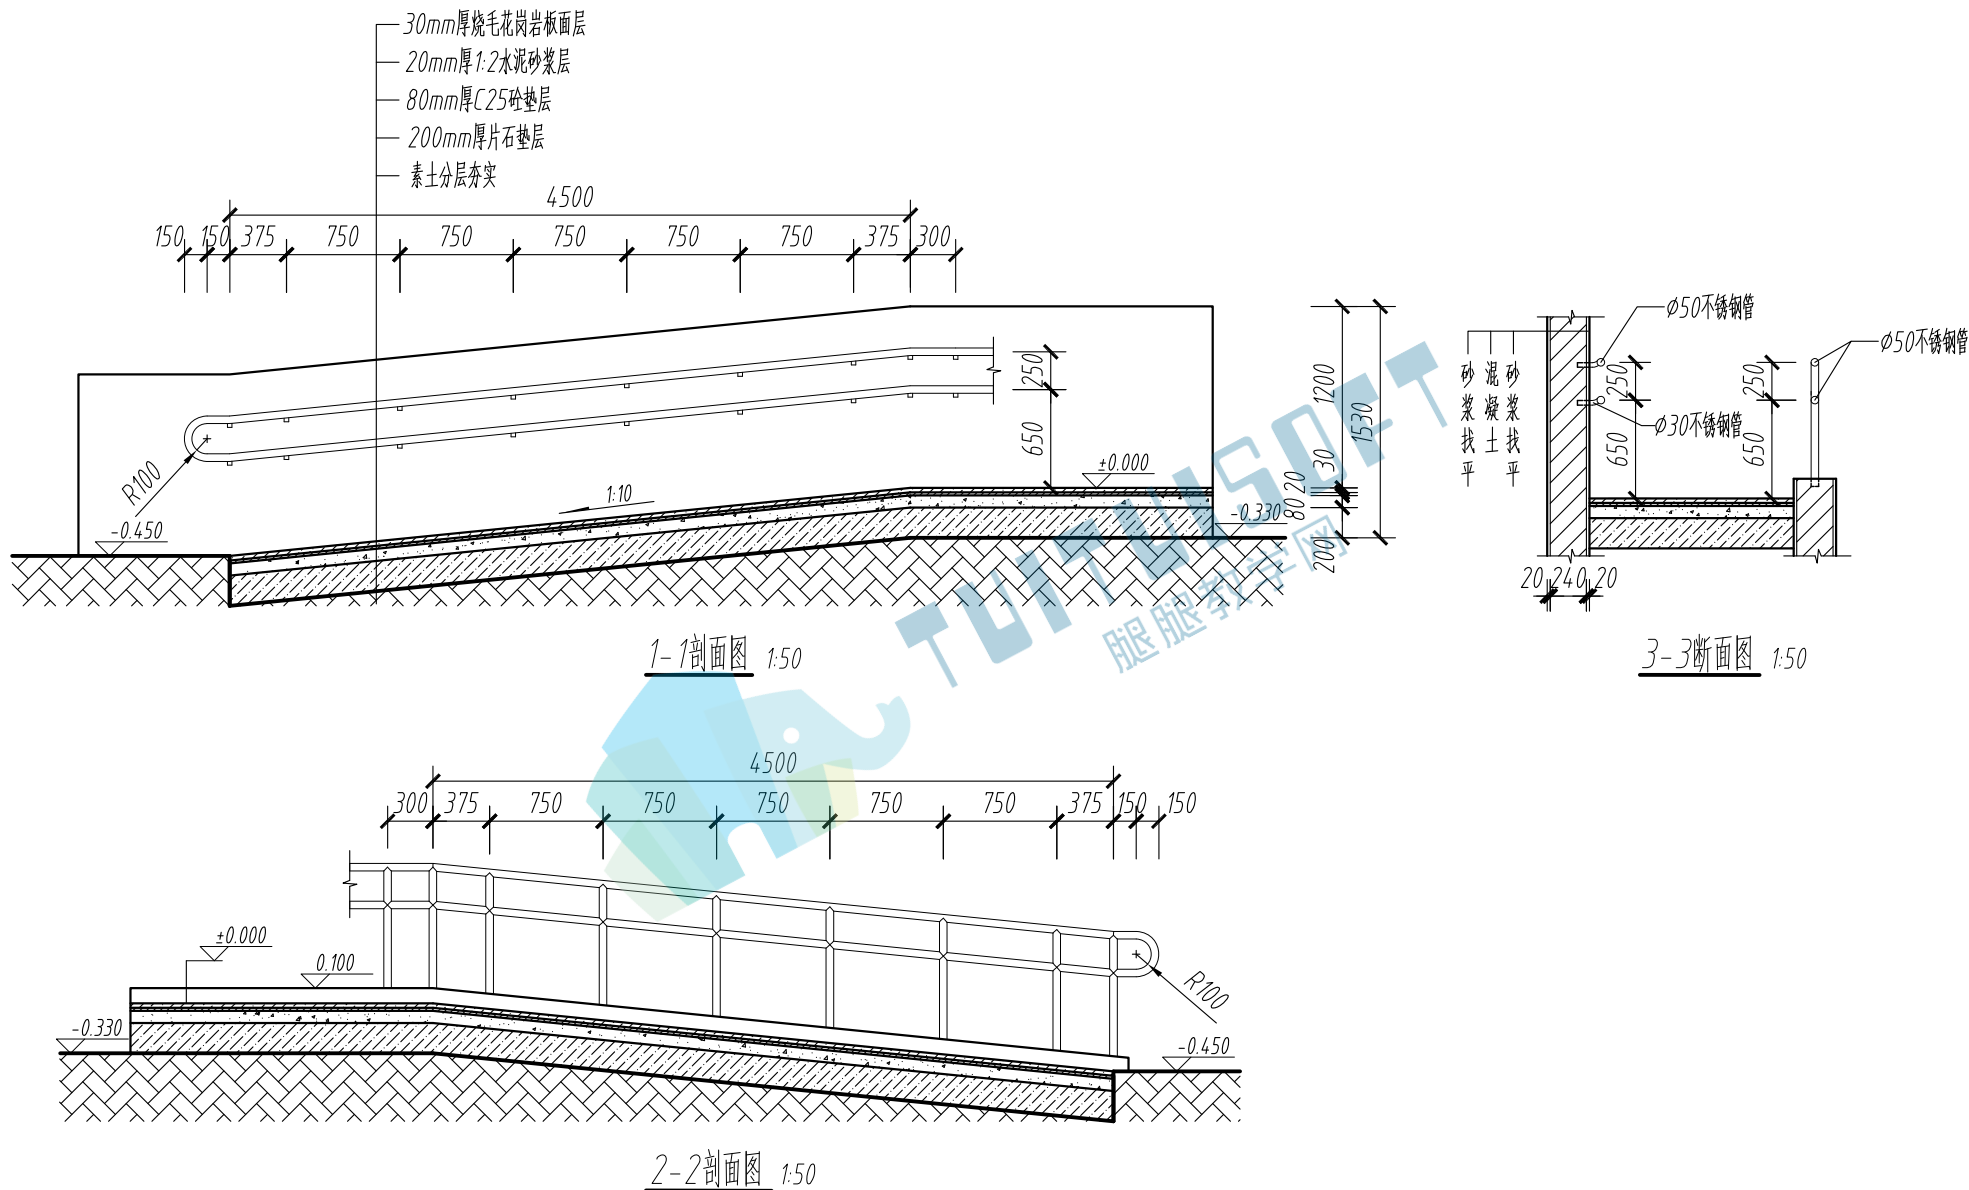 30mm厚烧毛花岗岩板面层
20mm厚1:2水泥砂浆层
80mm厚C25砼垫层
200mm厚片石垫层
素土分层夯实
4500
150 150 375 750 750 750 750 750 375 300
250
650
1200
1530
30
20
80
200
R100
1:10
±0.000
-0.450
-0.330
1-1剖面图 1:50
ϕ50不锈钢管
ϕ50不锈钢管
ϕ30不锈钢管
砂浆找平
混凝土
砂浆找平
250
650
250
650
20 240 20
3-3断面图 1:50
TUITUISOFT
腿腿教学网
4500
300 375 750 750 750 750 750 375 150 150
±0.000
0.100
-0.330
R100
-0.450
2-2剖面图 1:50